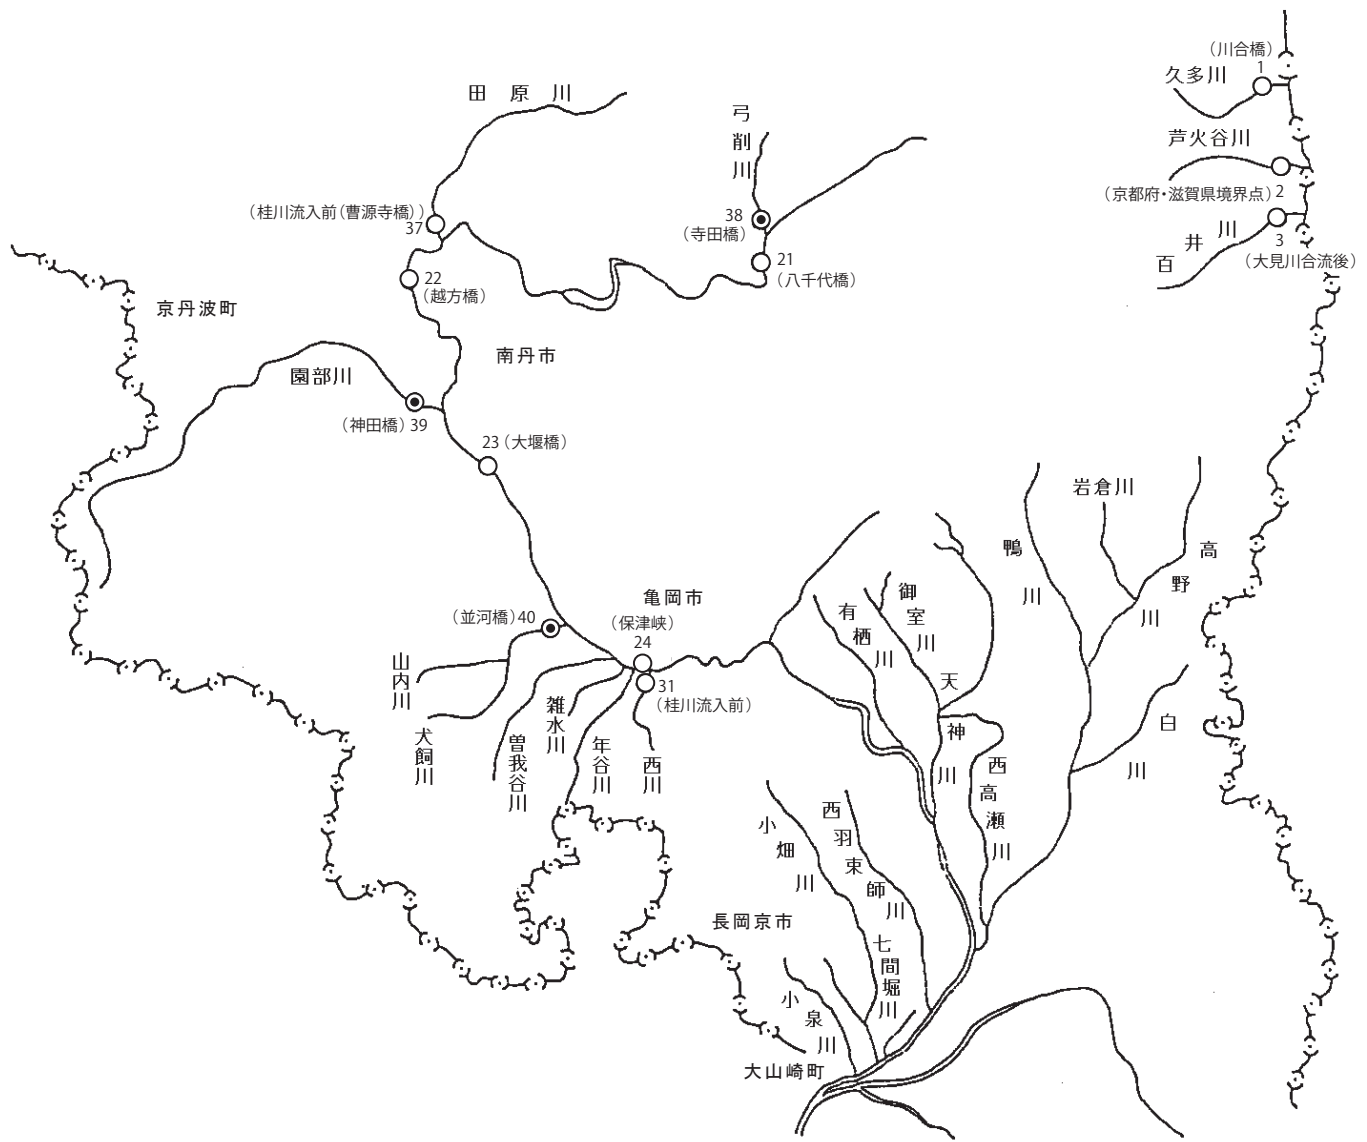 （川合橋）
1
久多川
芦火谷川
（京都府・滋賀県境界点）2
百井川
3
（大見川合流後）
田原川
弓削川
（桂川流入前（曹源寺橋））
37
38
（寺田橋）
21
（八千代橋）
22
（越方橋）
京丹波町
南丹市
園部川
（神田橋）39
23（大堰橋）
岩倉川
鴨川
高野川
亀岡市
（並河橋）40
（保津峡）
24
31
（桂川流入前）
有栖川
御室川
天神川
山内川
犬飼川
曽我谷川
雑水川
年谷川
西川
白川
西高瀬川
小畑川
西羽束師川
長岡京市
七間堀川
小泉川
大山崎町